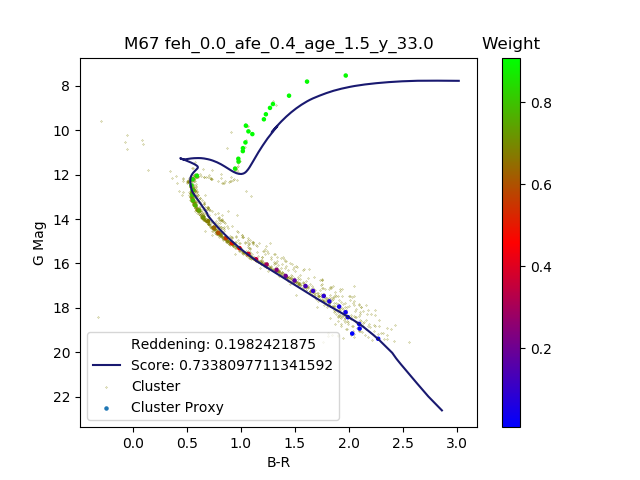 M67 feh_0.0_afe_0.4_age_1.5_y_33.0
Weight
8
10
12
14
16
18
20
22
G Mag
0.0
0.5
1.0
1.5
2.0
2.5
3.0
B-R
Reddening: 0.1982421875
Score: 0.7338097711341592
Cluster
Cluster Proxy
0.8
0.6
0.4
0.2